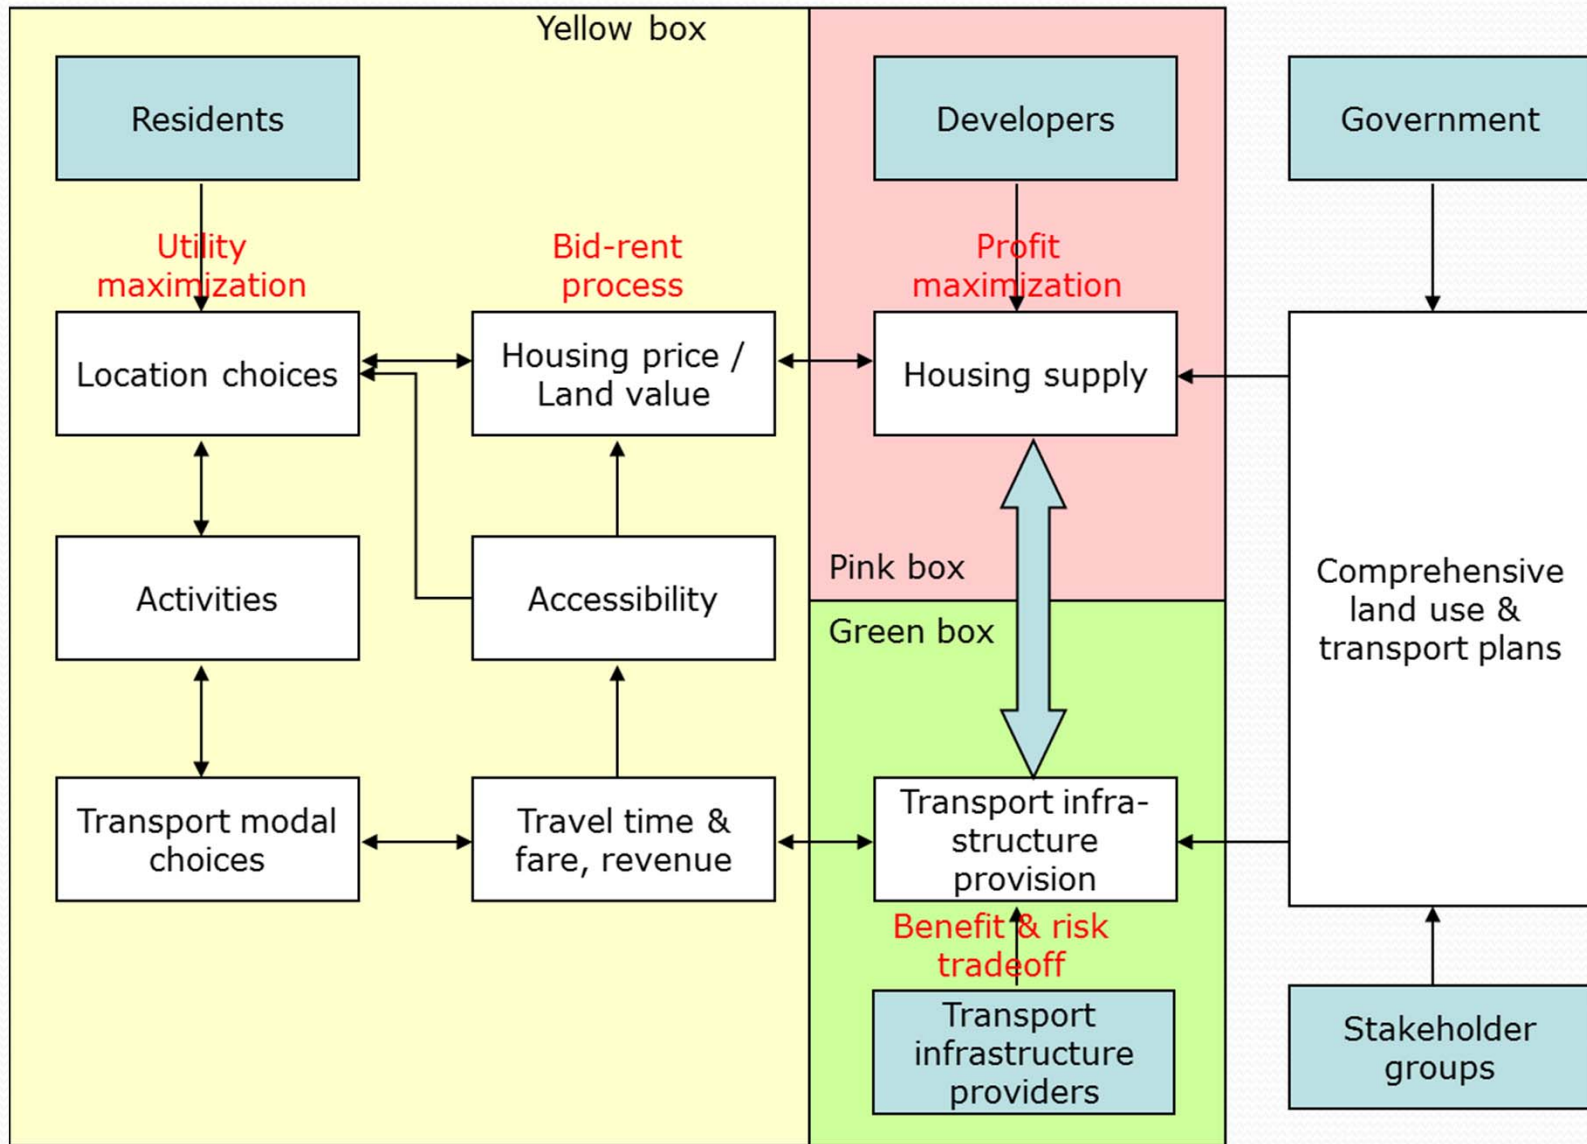 Yellow box
Residents
Developers
Government
Utility
maximization
Bid-rent
process
Profit
maximization
Location choices
Housing price /
Land value
Housing supply
Activities
Accessibility
Pink box
Green box
Comprehensive
land use &
transport plans
Transport modal
choices
Travel time &
fare, revenue
Transport infra-
structure
provision
Benefit & risk
tradeoff
Transport
infrastructure
providers
Stakeholder
groups